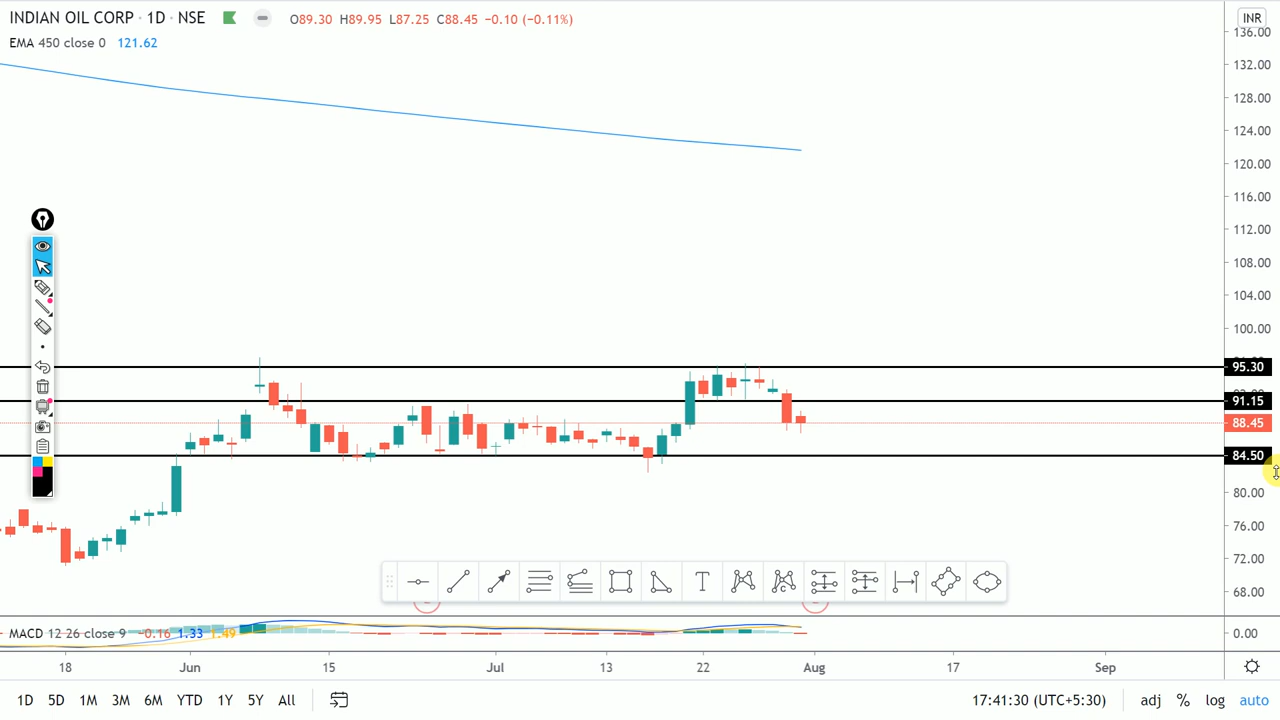 INDIAN OIL CORP · 1D · NSE O89.30 H89.95 L87.25 C88.45 −0.10 (−0.11%)
INR
EMA 450 close 0 121.62
136.00
132.00
128.00
124.00
120.00
116.00
112.00
108.00
104.00
100.00
95.30
91.15
88.45
84.50
80.00
76.00
72.00
68.00
T
C
MACD 12 26 close 9 −0.16 1.33 1.49
0.00
18 Jun 15 Jul 13 22 Aug 17 Sep
1D 5D 1M 3M 6M YTD 1Y 5Y All 17:41:30 (UTC+5:30) adj % log auto